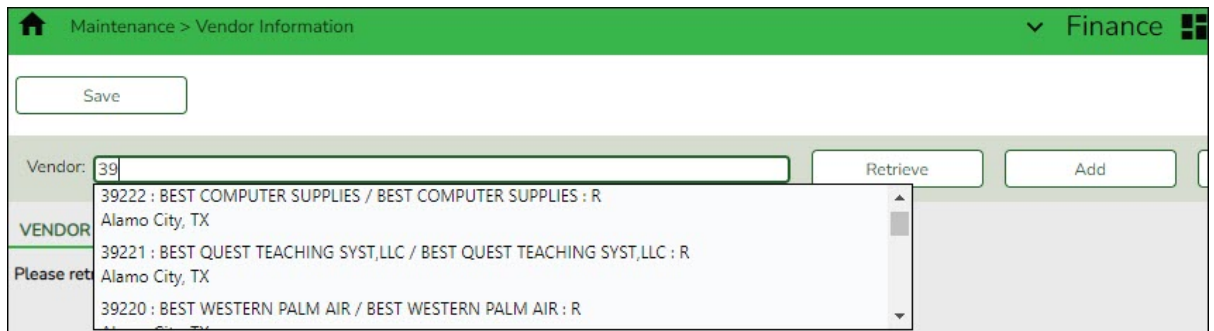 Maintenance > Vendor Information
Finance
Save
Vendor: 39
Retrieve
Add
39222 : BEST COMPUTER SUPPLIES / BEST COMPUTER SUPPLIES : R
Alamo City, TX
VENDOR
39221 : BEST QUEST TEACHING SYST,LLC / BEST QUEST TEACHING SYST,LLC : R
Please
Alamo City, TX
39220 : BEST WESTERN PALM AIR / BEST WESTERN PALM AIR : R